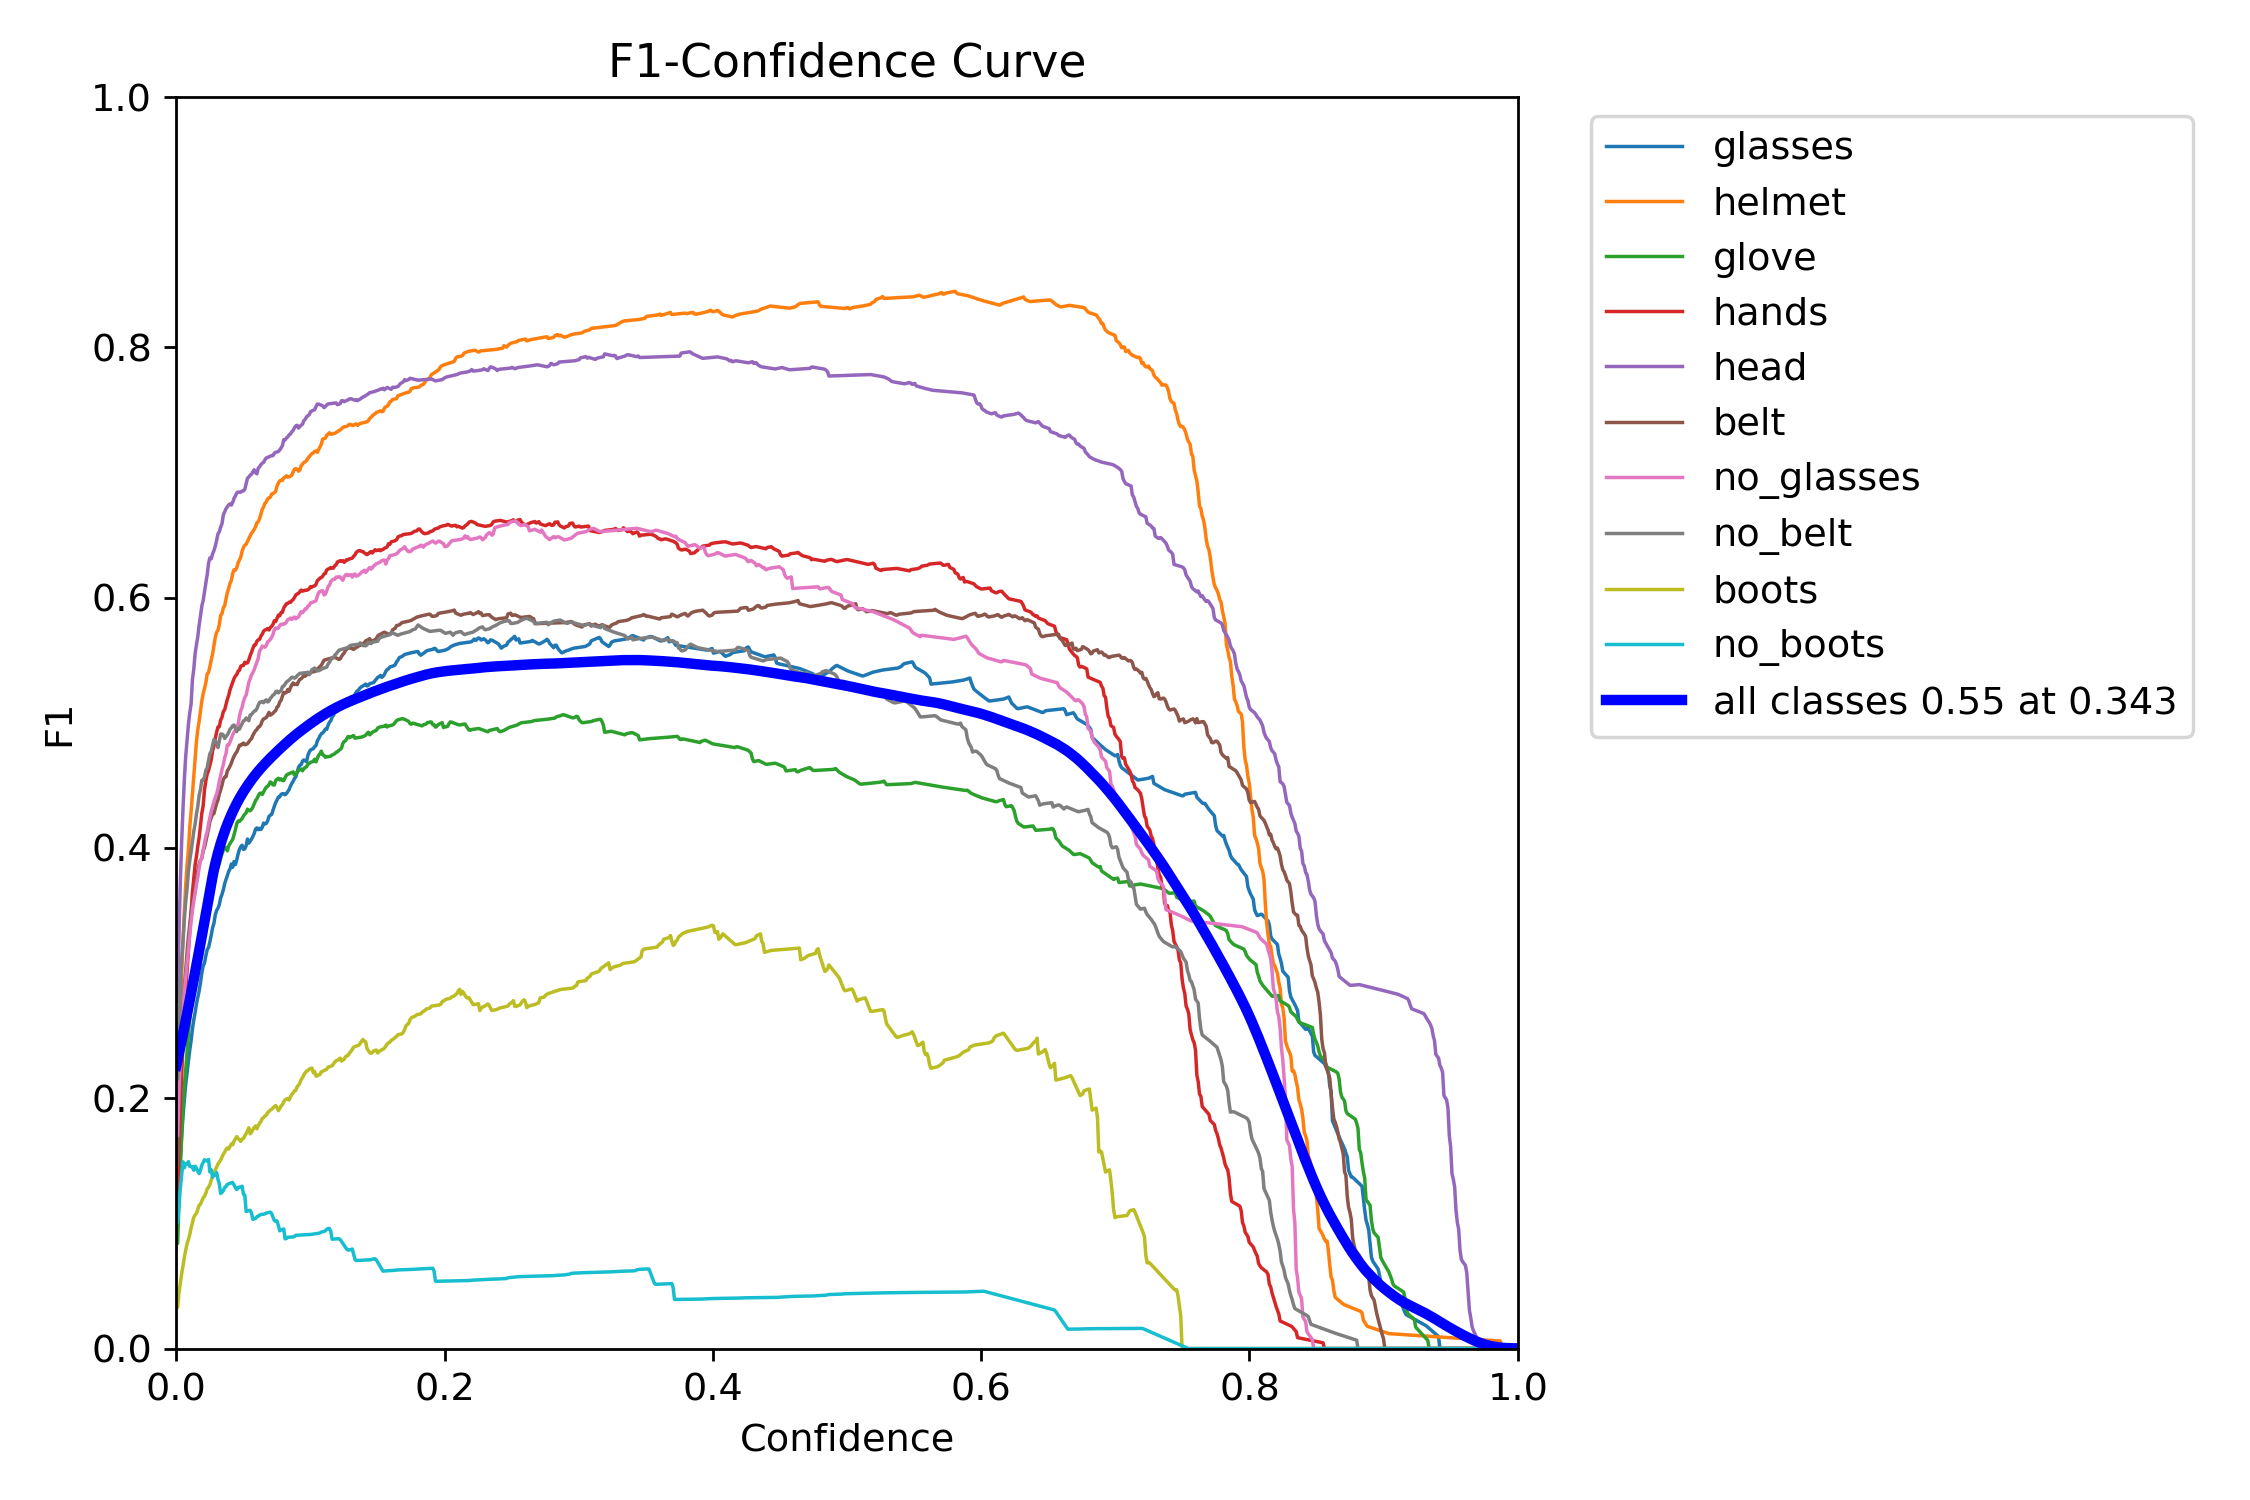 F1-Confidence Curve
1.0
0.8
0.6
0.4
0.2
0.0
F1
0.0 0.2 0.4 0.6 0.8 1.0
Confidence
glasses
helmet
glove
hands
head
belt
no_glasses
no_belt
boots
no_boots
all classes 0.55 at 0.343